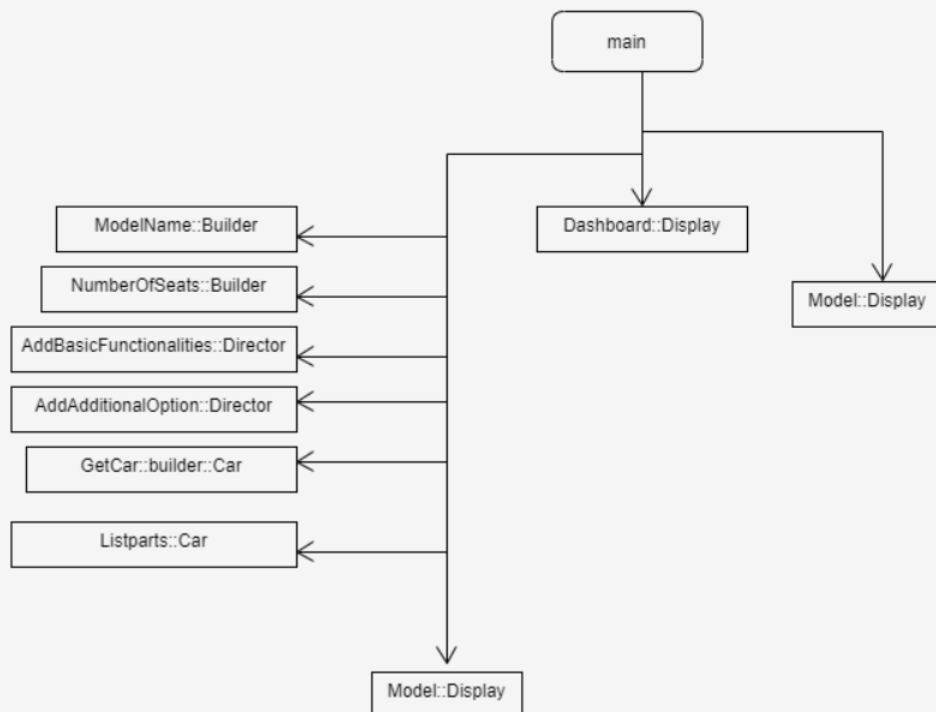 main
ModelName::Builder
Dashboard::Display
NumberOfSeats::Builder
Model::Display
AddBasicFunctionalities::Director
AddAdditionalOption::Director
GetCar::builder::Car
Listparts::Car
Model::Display